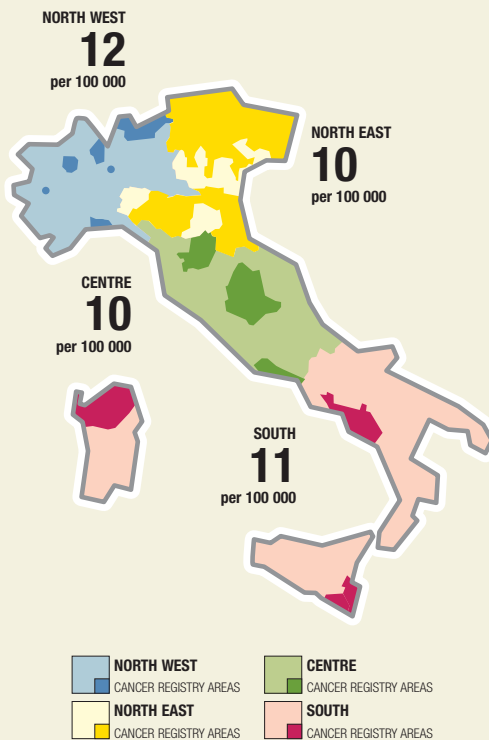 NORTH WEST
12
per 100 000
NORTH EAST
10
per 100 000
CENTRE
10
per 100 000
SOUTH
11
per 100 000
NORTH WEST
CANCER REGISTRY AREAS
CENTRE
CANCER REGISTRY AREAS
NORTH EAST
CANCER REGISTRY AREAS
SOUTH
CANCER REGISTRY AREAS